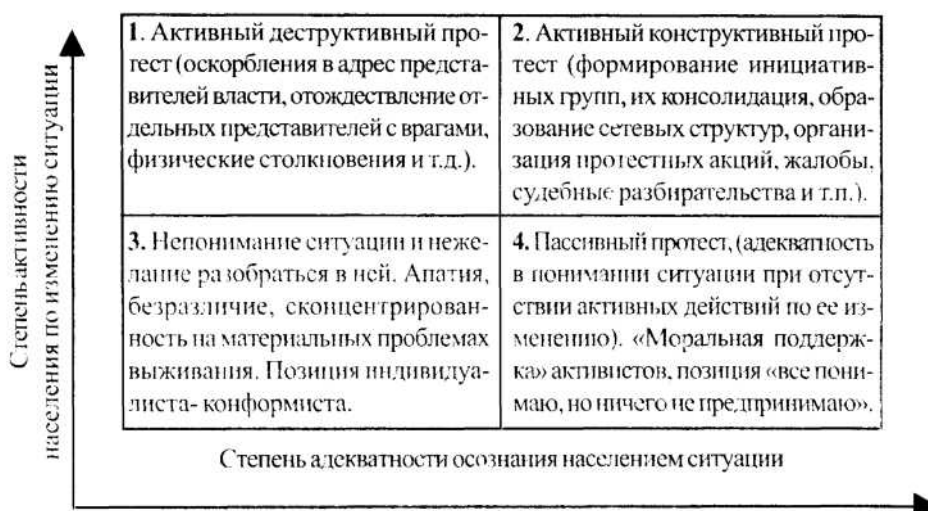 Степень активности
населения по изменению ситуации
1. Активный деструктивный про-
тест (оскорбления в адрес предста-
вителей власти, отождествление от-
дельных представителей с врагами,
физические столкновения и т.д.).
2. Активный конструктивный про-
тест (формирование инициатив-
ных групп, их консолидация, обра-
зование сетевых структур, органи-
зация протестных акций, жалобы,
судебные разбирательства и т.п.).
3. Непонимание ситуации и неже-
лание разобраться в ней. Апатия,
безразличие, сконцентрирован-
ность на материальных проблемах
выживания. Позиция индивидуа-
листа- конформиста.
4. Пассивный протест, (адекватность
в понимании ситуации при отсут-
ствии активных действий по ее из-
менению). «Моральная поддерж-
ка» активистов, позиция «все пони-
маю, но ничего не предпринимаю».
Степень адекватности осознания населением ситуации